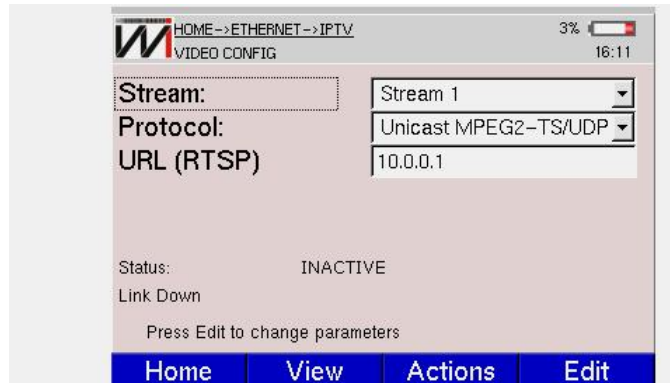 HOME->ETHERNET->IPTV 3%
VIDEO CONFIG 16:11
Stream: Stream 1
Protocol: Unicast MPEG2-TS/UDP
URL (RTSP) 10.0.0.1
Status: INACTIVE
Link Down
Press Edit to change parameters
Home View Actions Edit